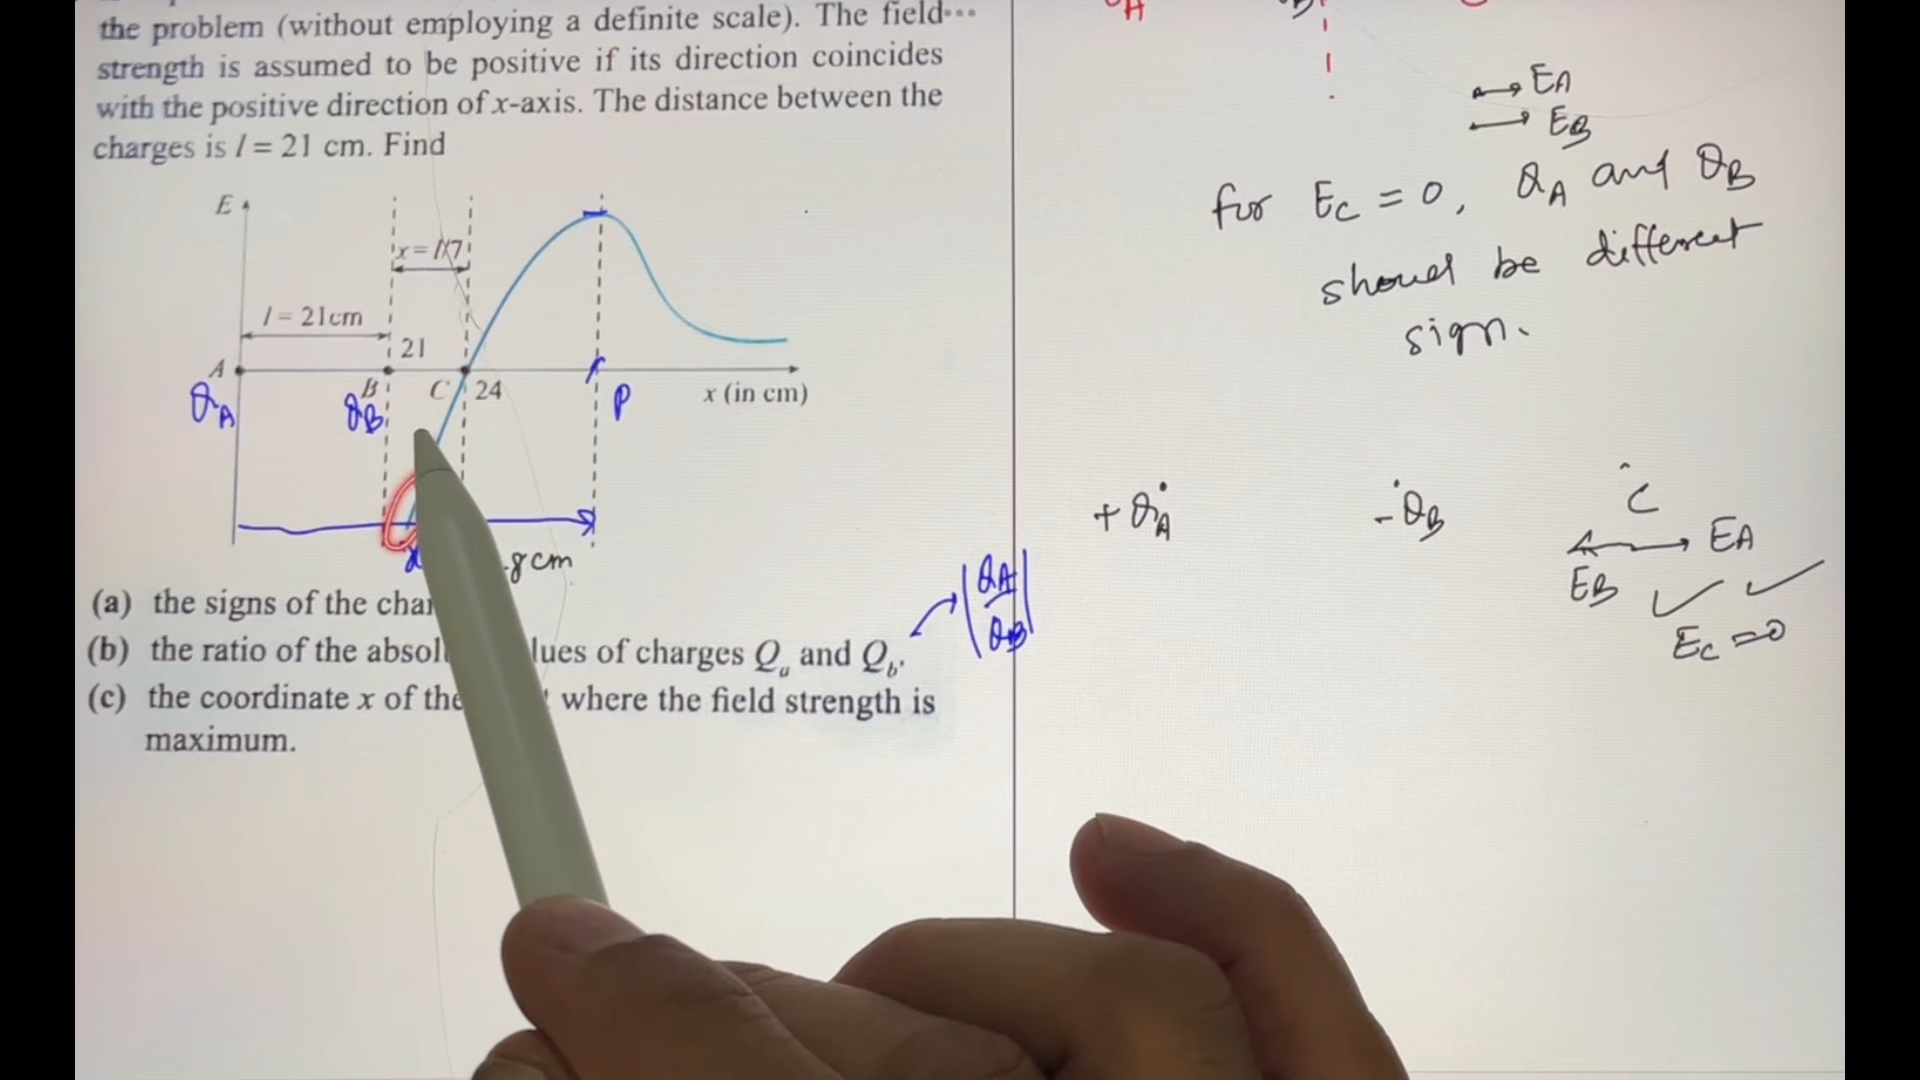 the problem (without employing a definite scale). The field...
strength is assumed to be positive if its direction coincides
with the positive direction of x-axis. The distance between the
charges is l = 21 cm. Find
E
l = 21cm
21
A
B
C
24
x (in cm)
QA
QB
P
8cm
(a) the signs of the
(b) the ratio of the of charges Qa and Qb.
(c) the coordinate x of the where the field strength is
maximum.
|QA/QB|
EA
EB
for EC = 0, QA and QB
should be different
sign.
+QA
-QB
C
EA
EB
EC = 0